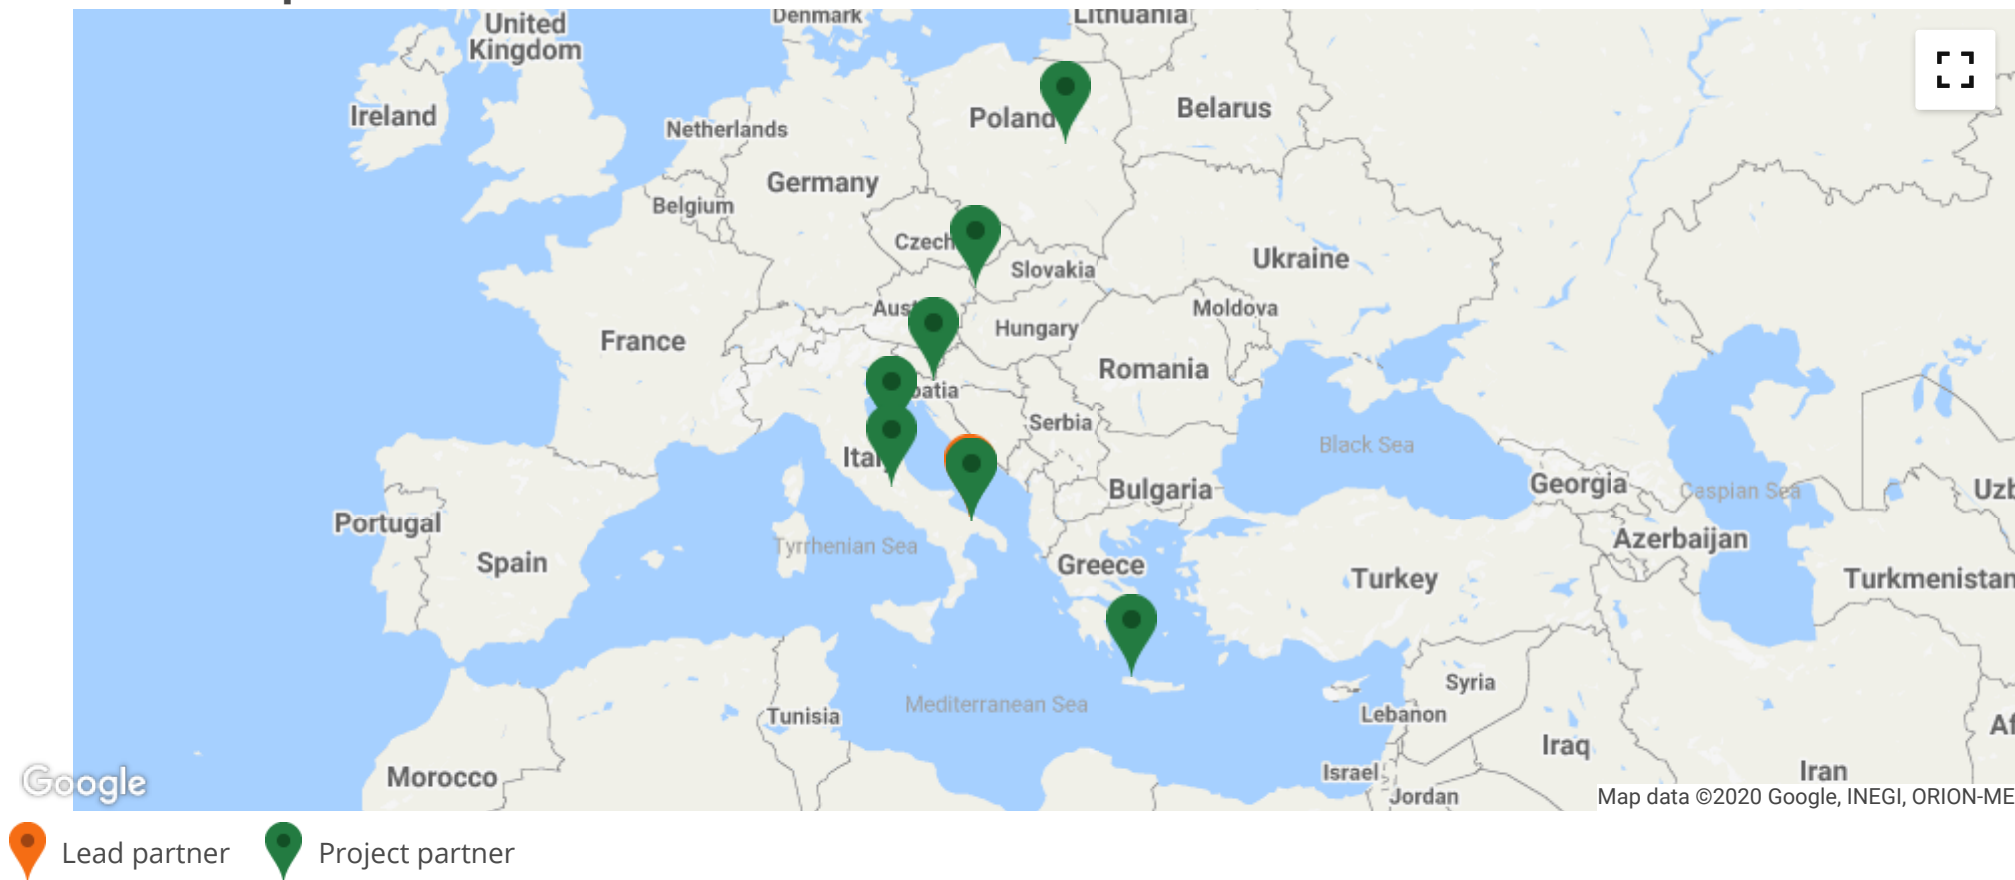 Denmark
Lithuania
United
Kingdom
Ireland
Netherlands
Poland
Belarus
Germany
Belgium
Czech
Slovakia
Ukraine
Aus
Hungary
Moldova
France
Romania
oatia
Serbia
Black Sea
Ital
Bulgaria
Georgia
Caspian Sea
Uzb
Portugal
Spain
Tyrrhenian Sea
Greece
Turkey
Azerbaijan
Turkmenistan
Mediterranean Sea
Syria
Tunisia
Lebanon
Iraq
Af
Morocco
Israel
Jordan
Iran
Google
Map data ©2020 Google, INEGI, ORION-ME
Lead partner
Project partner